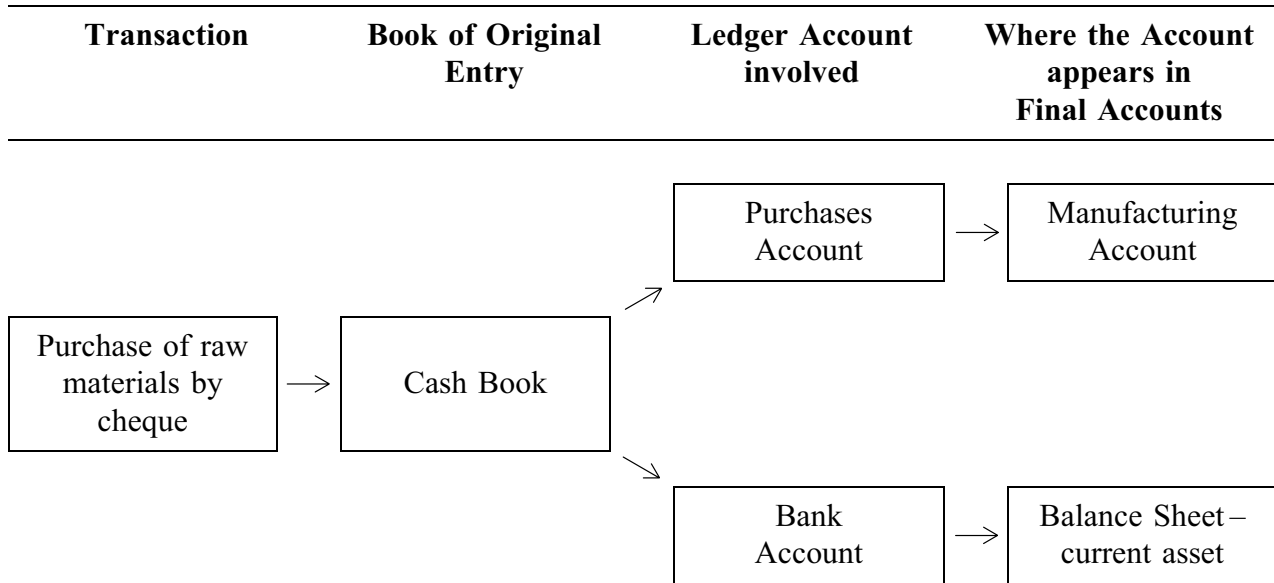 Transaction
Book of Original
Entry
Ledger Account
involved
Where the Account
appears in
Final Accounts
Purchases
Account
Manufacturing
Account
Purchase of raw
materials by
cheque
Cash Book
Bank
Account
Balance Sheet –
current asset